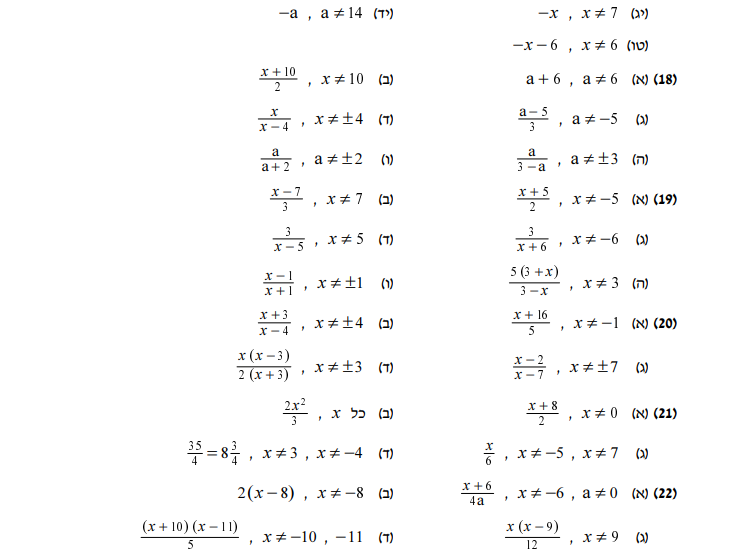 (יג) −x , x ≠ 7 (יד) −a , a ≠ 14
(טו) −x − 6 , x ≠ 6
(18) (א) a + 6 , a ≠ 6 (ב) (x + 10)/2 , x ≠ 10
(ג) (a − 5)/3 , a ≠ −5 (ד) x/(x − 4) , x ≠ ±4
(ה) a/(3 − a) , a ≠ ±3 (ו) a/(a + 2) , a ≠ ±2
(19) (א) (x + 5)/2 , x ≠ −5 (ב) (x − 7)/3 , x ≠ 7
(ג) 3/(x + 6) , x ≠ −6 (ד) 3/(x − 5) , x ≠ 5
(ה) 5(3 + x)/(3 − x) , x ≠ 3 (ו) (x − 1)/(x + 1) , x ≠ ±1
(20) (א) (x + 16)/5 , x ≠ −1 (ב) (x + 3)/(x − 4) , x ≠ ±4
(ג) (x − 2)/(x − 7) , x ≠ ±7 (ד) x(x − 3)/2(x + 3) , x ≠ ±3
(21) (א) (x + 8)/2 , x ≠ 0 (ב) 2x²/3 , x כל
(ג) x/6 , x ≠ −5 , x ≠ 7 (ד) 35/4 = 8 3/4 , x ≠ 3 , x ≠ −4
(22) (א) (x + 6)/4a , x ≠ −6 , a ≠ 0 (ב) 2(x − 8) , x ≠ −8
(ג) x(x − 9)/12 , x ≠ 9 (ד) (x + 10)(x − 11)/5 , x ≠ −10 , −11